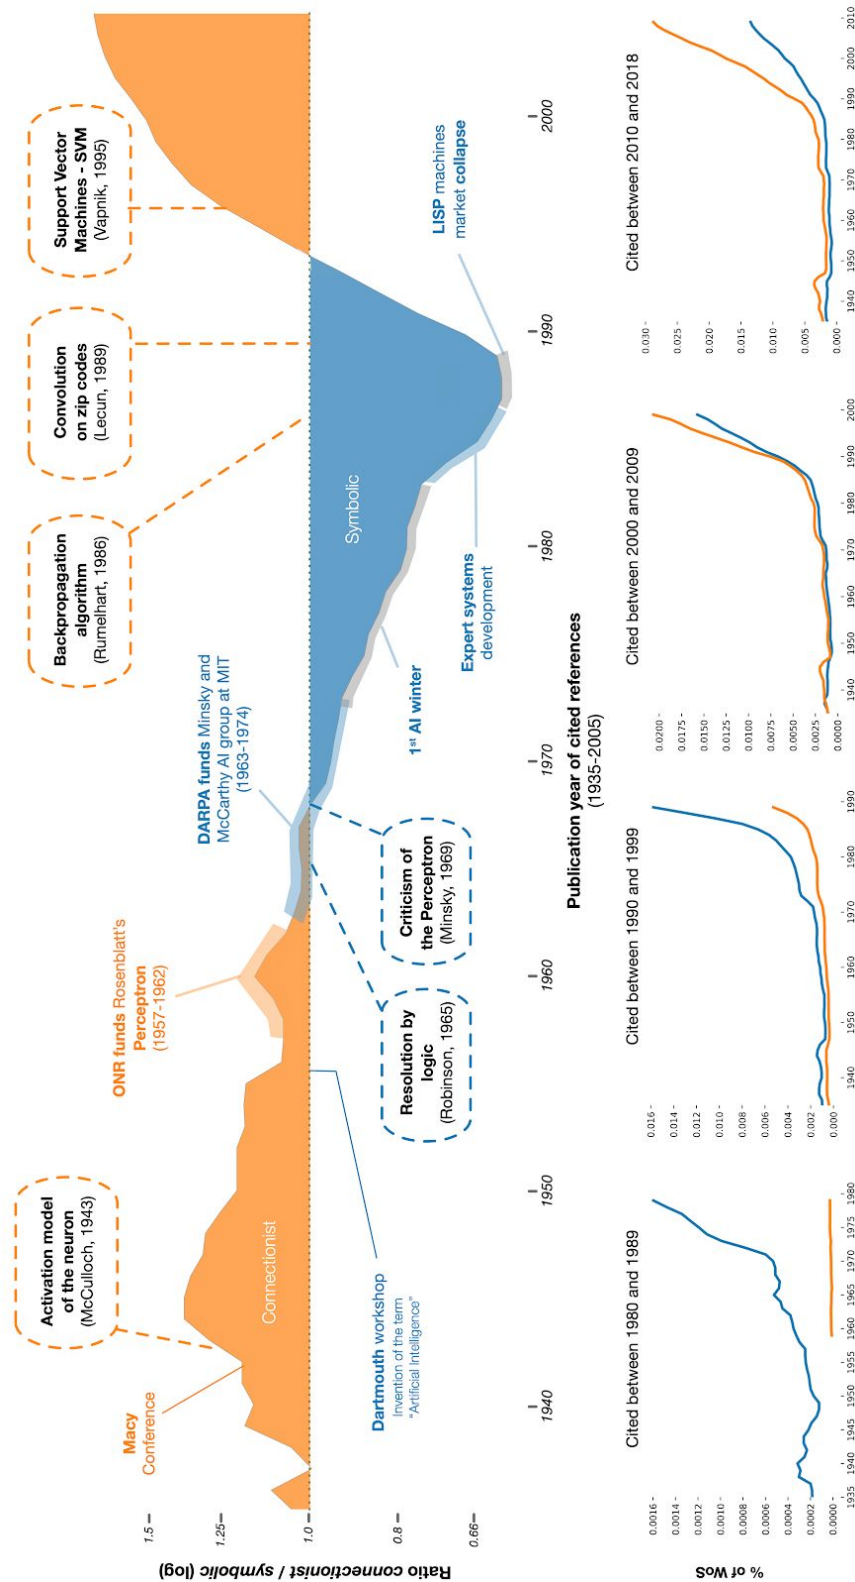 Ratio connectionist / symbolic (log)
1.5
1.25
1.0
0.8
0.66
Macy
Conference
Activation model
of the neuron
(McCulloch, 1943)
Connectionist
ONR funds Rosenblatt's
Perceptron
(1957-1962)
DARPA funds Minsky and
McCarthy AI group at MIT
(1963-1974)
Backpropagation
algorithm
(Rumelhart, 1986)
Convolution
on zip codes
(Lecun, 1989)
Support Vector
Machines - SVM
(Vapnik, 1995)
Symbolic
Dartmouth workshop
Invention of the term
"Artificial Intelligence"
Resolution by
logic
(Robinson, 1965)
Criticism of
the Perceptron
(Minsky, 1969)
1st AI winter
Expert systems
development
LISP machines
market collapse
1940
1950
1960
1970
1980
1990
2000
Publication year of cited references
(1935-2005)
% of WoS
Cited between 1980 and 1989
0.0016
0.0014
0.0012
0.0010
0.0008
0.0006
0.0004
0.0002
0.0000
1935
1940
1945
1950
1955
1960
1965
1970
1975
1980
Cited between 1990 and 1999
0.016
0.014
0.012
0.010
0.008
0.006
0.004
0.002
0.000
1940
1950
1960
1970
1980
1990
Cited between 2000 and 2009
0.0200
0.0175
0.0150
0.0125
0.0100
0.0075
0.0050
0.0025
0.0000
1940
1950
1960
1970
1980
1990
2000
Cited between 2010 and 2018
0.030
0.025
0.020
0.015
0.010
0.005
0.000
1940
1950
1960
1970
1980
1990
2000
2010